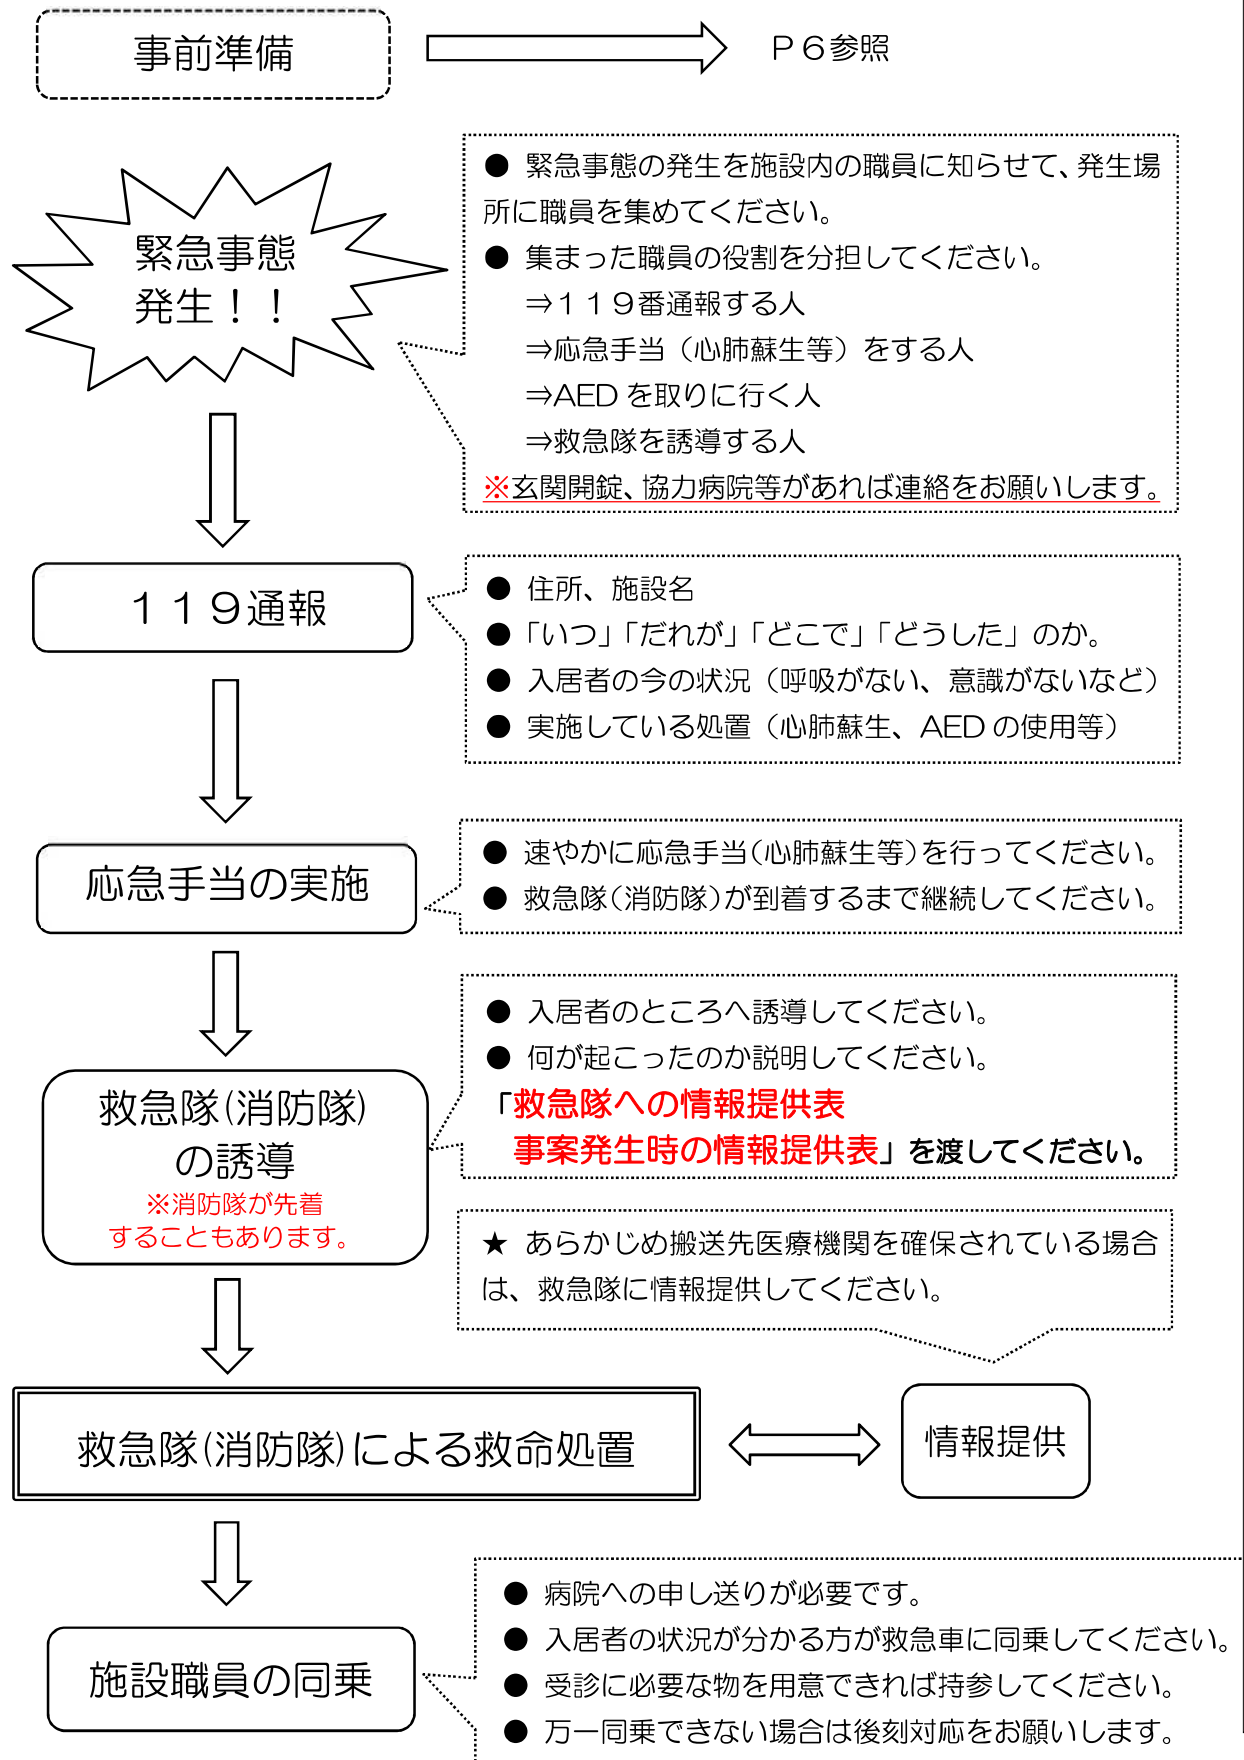 事前準備
Ｐ６参照
緊急事態
発生！！
● 緊急事態の発生を施設内の職員に知らせて、発生場
所に職員を集めてください。
● 集まった職員の役割を分担してください。
⇒１１９番通報する人
⇒応急手当（心肺蘇生等）をする人
⇒AED を取りに行く人
⇒救急隊を誘導する人
※玄関開錠、協力病院等があれば連絡をお願いします。
１１９通報
● 住所、施設名
●「いつ」「だれが」「どこで」「どうした」のか。
● 入居者の今の状況（呼吸がない、意識がないなど）
● 実施している処置（心肺蘇生、AED の使用等）
応急手当の実施
● 速やかに応急手当(心肺蘇生等)を行ってください。
● 救急隊(消防隊)が到着するまで継続してください。
救急隊(消防隊)
の誘導
※消防隊が先着
することもあります。
● 入居者のところへ誘導してください。
● 何が起こったのか説明してください。
「救急隊への情報提供表
事案発生時の情報提供表」を渡してください。
★ あらかじめ搬送先医療機関を確保されている場合
は、救急隊に情報提供してください。
救急隊(消防隊)による救命処置
情報提供
施設職員の同乗
● 病院への申し送りが必要です。
● 入居者の状況が分かる方が救急車に同乗してください。
● 受診に必要な物を用意できれば持参してください。
● 万一同乗できない場合は後刻対応をお願いします。